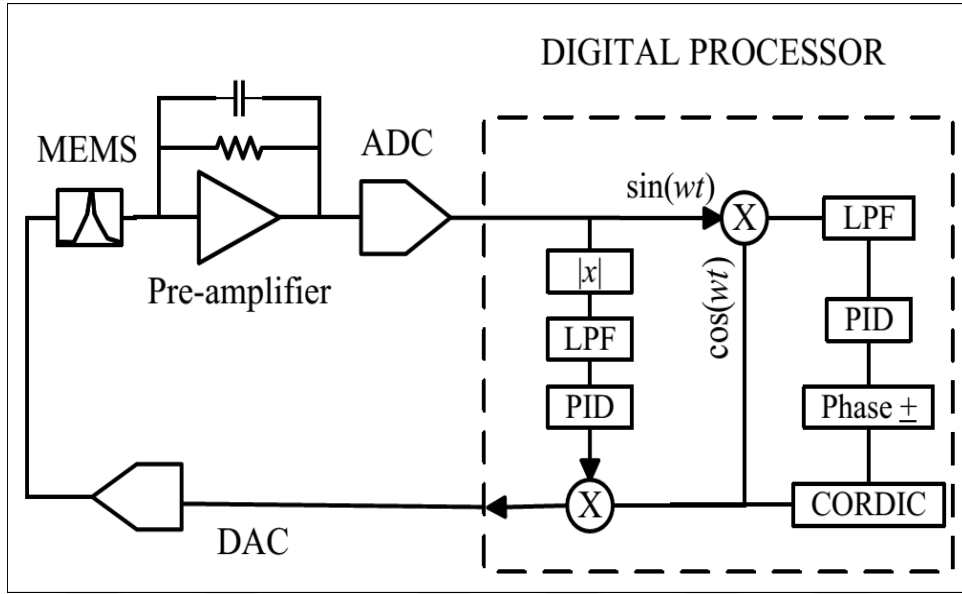 DIGITAL PROCESSOR
MEMS
ADC
sin(wt)
X
LPF
Pre-amplifier
|x|
cos(wt)
LPF
PID
PID
Phase ±
X
CORDIC
DAC